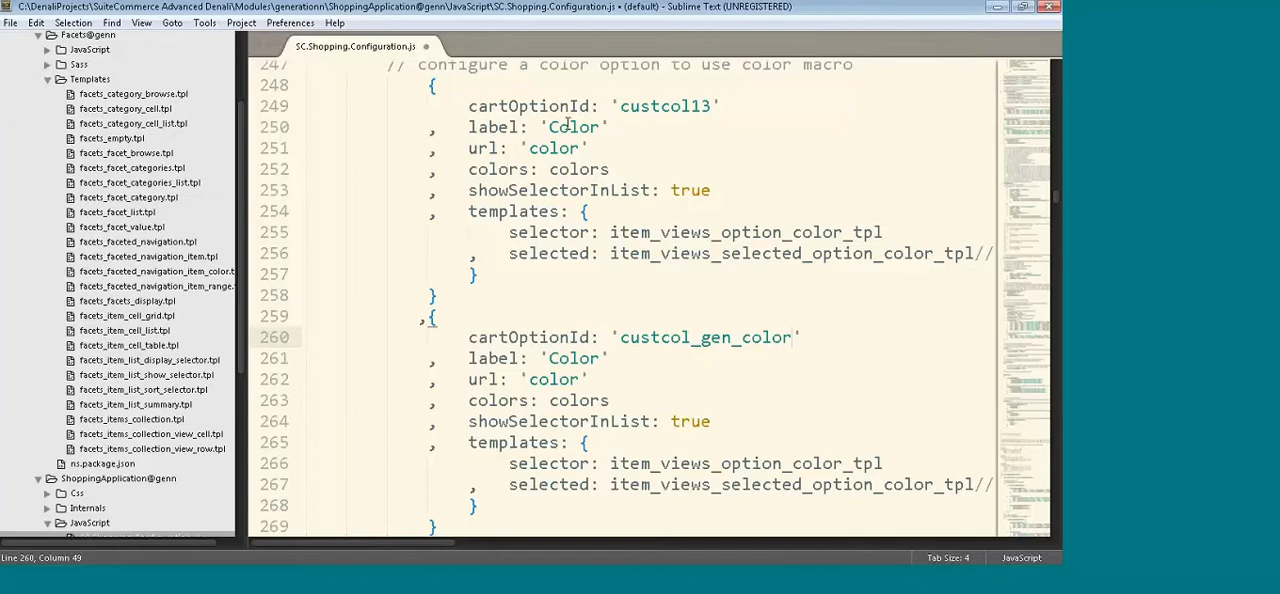 C:\DenaliProjects\SuiteCommerce Advanced Denali\Modules\generationn\ShoppingApplication@genn\JavaScript\SC.Shopping.Configuration.js • (default) - Sublime Text (UNREGISTERED)
File Edit Selection Find View Goto Tools Project Preferences Help
SC.Shopping.Configuration.js
Facets@genn
JavaScript
Sass
Templates
facets_category_browse.tpl
facets_category_cell.tpl
facets_category_cell_list.tpl
facets_empty.tpl
facets_facet_browse.tpl
facets_facet_categories.tpl
facets_facet_categories_list.tpl
facets_facet_category.tpl
facets_facet_list.tpl
facets_facet_value.tpl
facets_faceted_navigation.tpl
facets_faceted_navigation_item.tpl
facets_faceted_navigation_item_color.t
facets_faceted_navigation_item_range.
facets_facets_display.tpl
facets_item_cell_grid.tpl
facets_item_cell_list.tpl
facets_item_cell_table.tpl
facets_item_list_display_selector.tpl
facets_item_list_show_selector.tpl
facets_item_list_sort_selector.tpl
facets_item_list_summary.tpl
facets_items_collection.tpl
facets_items_collection_view_cell.tpl
facets_items_collection_view_row.tpl
ns.package.json
ShoppingApplication@genn
Css
Internals
JavaScript
247 // configure a color option to use color macro
248 {
249 cartOptionId: 'custcol13'
250 , label: 'Color'
251 , url: 'color'
252 , colors: colors
253 , showSelectorInList: true
254 , templates: {
255 selector: item_views_option_color_tpl
256 , selected: item_views_selected_option_color_tpl//
257 }
258 }
259 ,{
260 cartOptionId: 'custcol_gen_color'
261 , label: 'Color'
262 , url: 'color'
263 , colors: colors
264 , showSelectorInList: true
265 , templates: {
266 selector: item_views_option_color_tpl
267 , selected: item_views_selected_option_color_tpl//
268 }
269 }
Line 260, Column 49 Tab Size: 4 JavaScript